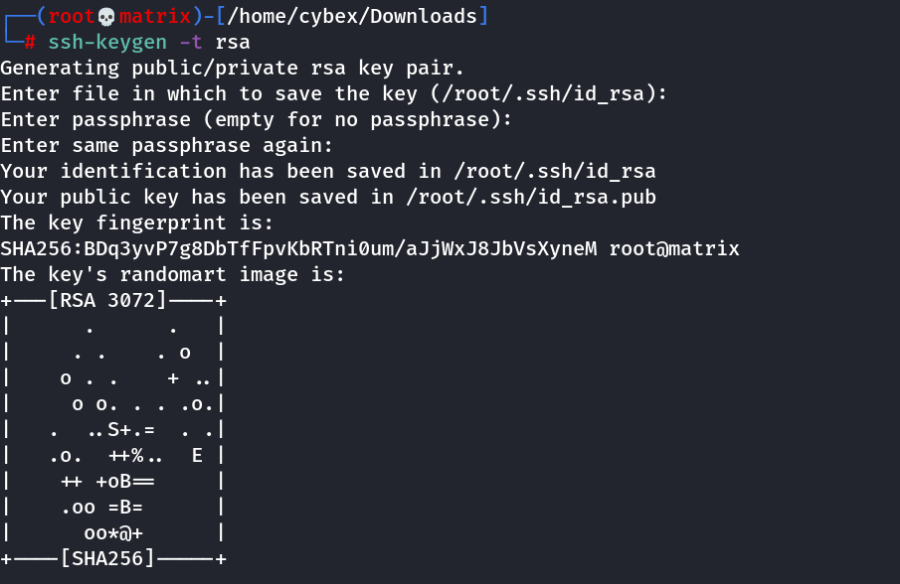 ┌──(root💀matrix)-[/home/cybex/Downloads]
└─# ssh-keygen -t rsa
Generating public/private rsa key pair.
Enter file in which to save the key (/root/.ssh/id_rsa):
Enter passphrase (empty for no passphrase):
Enter same passphrase again:
Your identification has been saved in /root/.ssh/id_rsa
Your public key has been saved in /root/.ssh/id_rsa.pub
The key fingerprint is:
SHA256:BDq3yvP7g8DbTfFpvKbRTni0um/aJjWxJ8JbVsXyneM root@matrix
The key's randomart image is:
+---[RSA 3072]----+
|      .      .   |
|     . .    . o  |
|    o . .    + ..|
|     o o. . . .o.|
|   .  ..S+.=  . .|
|   .o.  ++%..  E |
|    ++ +oB==     |
|    .oo =B=      |
|      oo*@+      |
+----[SHA256]-----+